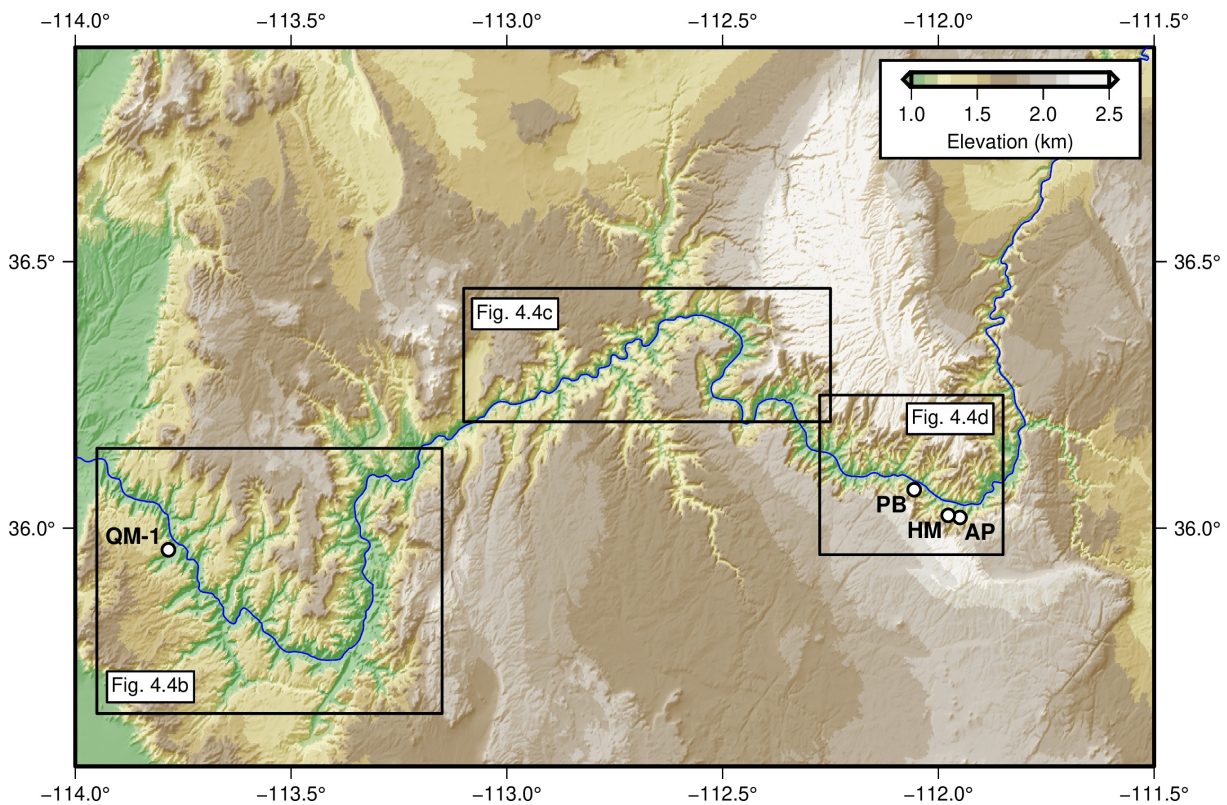 −114.0° −113.5° −113.0° −112.5° −112.0° −111.5°
1.0 1.5 2.0 2.5
Elevation (km)
36.5° 36.5°
Fig. 4.4c
Fig. 4.4d
PB
36.0° 36.0°
QM-1
HM AP
Fig. 4.4b
−114.0° −113.5° −113.0° −112.5° −112.0° −111.5°